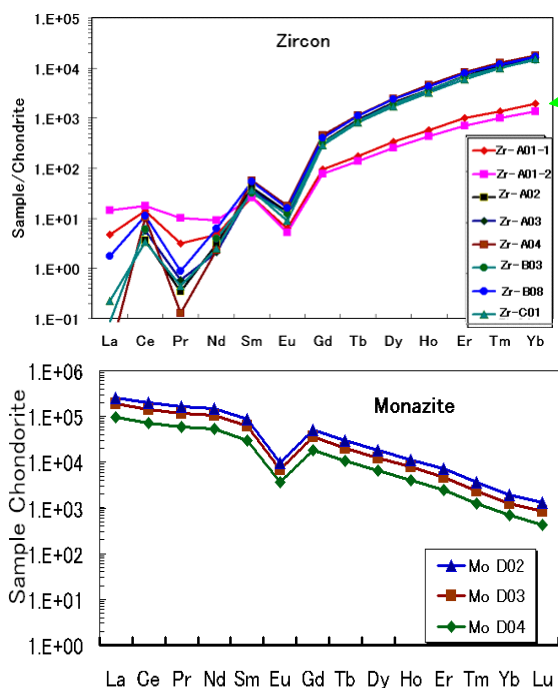 Zircon
Sample/Chondrite
1.E+05
1.E+04
1.E+03
1.E+02
1.E+01
1.E+00
1.E-01
La Ce Pr Nd Sm Eu Gd Tb Dy Ho Er Tm Yb
Zr-A01-1
Zr-A01-2
Zr-A02
Zr-A03
Zr-A04
Zr-B03
Zr-B08
Zr-C01
Monazite
Sample Chondorite
1.E+06
1.E+05
1.E+04
1.E+03
1.E+02
1.E+01
1.E+00
La Ce Pr Nd Sm Eu Gd Tb Dy Ho Er Tm Yb Lu
Mo D02
Mo D03
Mo D04